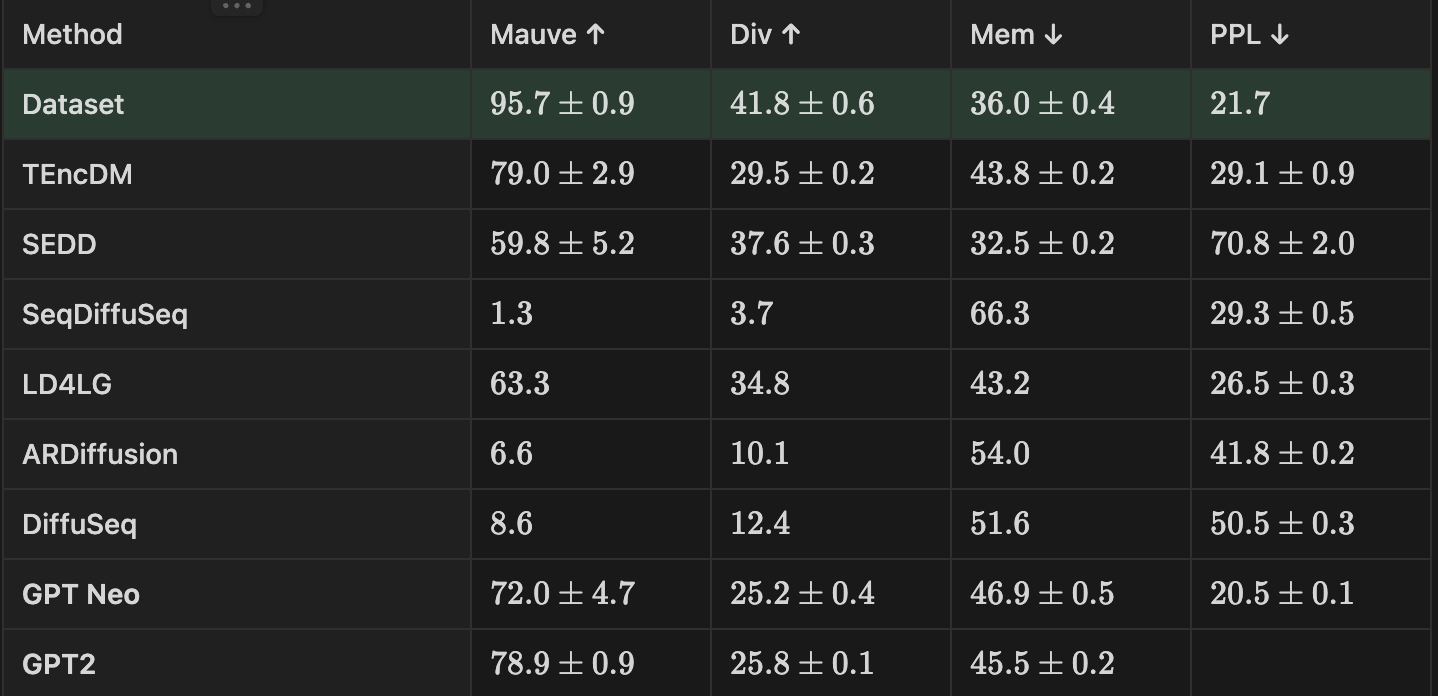 Method Mauve ↑ Div ↑ Mem ↓ PPL ↓
Dataset 95.7 ± 0.9 41.8 ± 0.6 36.0 ± 0.4 21.7
TEncDM 79.0 ± 2.9 29.5 ± 0.2 43.8 ± 0.2 29.1 ± 0.9
SEDD 59.8 ± 5.2 37.6 ± 0.3 32.5 ± 0.2 70.8 ± 2.0
SeqDiffuSeq 1.3 3.7 66.3 29.3 ± 0.5
LD4LG 63.3 34.8 43.2 26.5 ± 0.3
ARDiffusion 6.6 10.1 54.0 41.8 ± 0.2
DiffuSeq 8.6 12.4 51.6 50.5 ± 0.3
GPT Neo 72.0 ± 4.7 25.2 ± 0.4 46.9 ± 0.5 20.5 ± 0.1
GPT2 78.9 ± 0.9 25.8 ± 0.1 45.5 ± 0.2